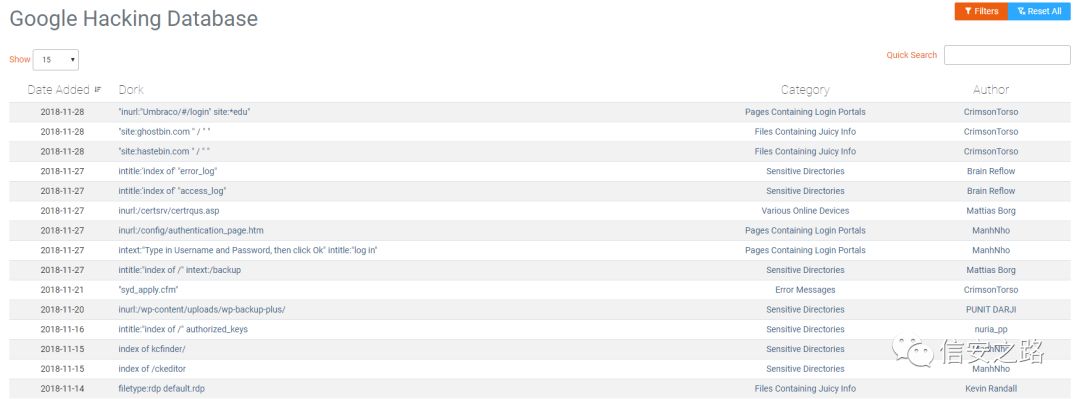 Google Hacking Database
Filters Reset All
Show 15 Quick Search
Date Added Dork Category Author
2018-11-28 "inurl:"Umbraco/#/login" site:*edu" Pages Containing Login Portals CrimsonTorso
2018-11-28 "site:ghostbin.com " / " " Files Containing Juicy Info CrimsonTorso
2018-11-28 "site:hastebin.com " / " " Files Containing Juicy Info CrimsonTorso
2018-11-27 intitle:'index of' "error_log" Sensitive Directories Brain Reflow
2018-11-27 intitle:'index of' "access_log" Sensitive Directories Brain Reflow
2018-11-27 inurl:/certsrv/certrqus.asp Various Online Devices Mattias Borg
2018-11-27 inurl:/config/authentication_page.htm Pages Containing Login Portals ManhNho
2018-11-27 intext:"Type in Username and Password, then click Ok" intitle:"log in" Pages Containing Login Portals ManhNho
2018-11-27 intitle:"Index of /" intext:/backup Sensitive Directories Mattias Borg
2018-11-21 "syd_apply.cfm" Error Messages CrimsonTorso
2018-11-20 inurl:/wp-content/uploads/wp-backup-plus/ Sensitive Directories PUNIT DARJI
2018-11-16 intitle:"index of /" authorized_keys Sensitive Directories nuria_pp
2018-11-15 index of kcfinder/ Sensitive Directories ManhNho
2018-11-15 index of /ckeditor Sensitive Directories ManhNho
2018-11-14 filetype:rdp default.rdp Files Containing Juicy Info Kevin Randall
信安之路